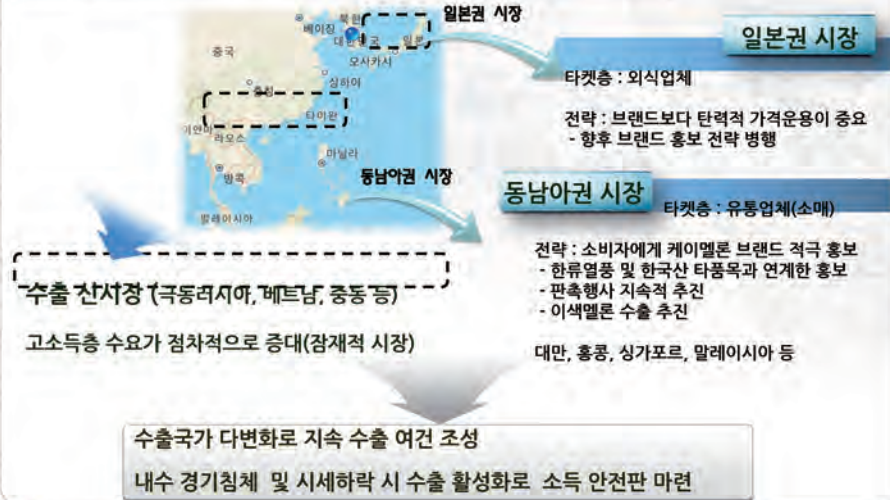 일본권 시장
북한
베이징
대한민국
일본
중국
오사카시
상하이
충칭
타이완
라오스
마닐라
방콕
말레이시아
일본권 시장
타켓층 : 외식업체
전략 : 브랜드보다 탄력적 가격운용이 중요
- 향후 브랜드 홍보 전략 병행
동남아권 시장
동남아권 시장
타켓층 : 유통업체(소매)
전략 : 소비자에게 케이멜론 브랜드 적극 홍보
- 한류열풍 및 한국산 타품목과 연계한 홍보
- 판촉행사 지속적 추진
- 이색멜론 수출 추진
대만, 홍콩, 싱가포르, 말레이시아 등
수출 신시장 (극동러시아, 베트남, 중동 등)
고소득층 수요가 점차적으로 증대(잠재적 시장)
수출국가 다변화로 지속 수출 여건 조성
내수 경기침체 및 시세하락 시 수출 활성화로 소득 안전판 마련